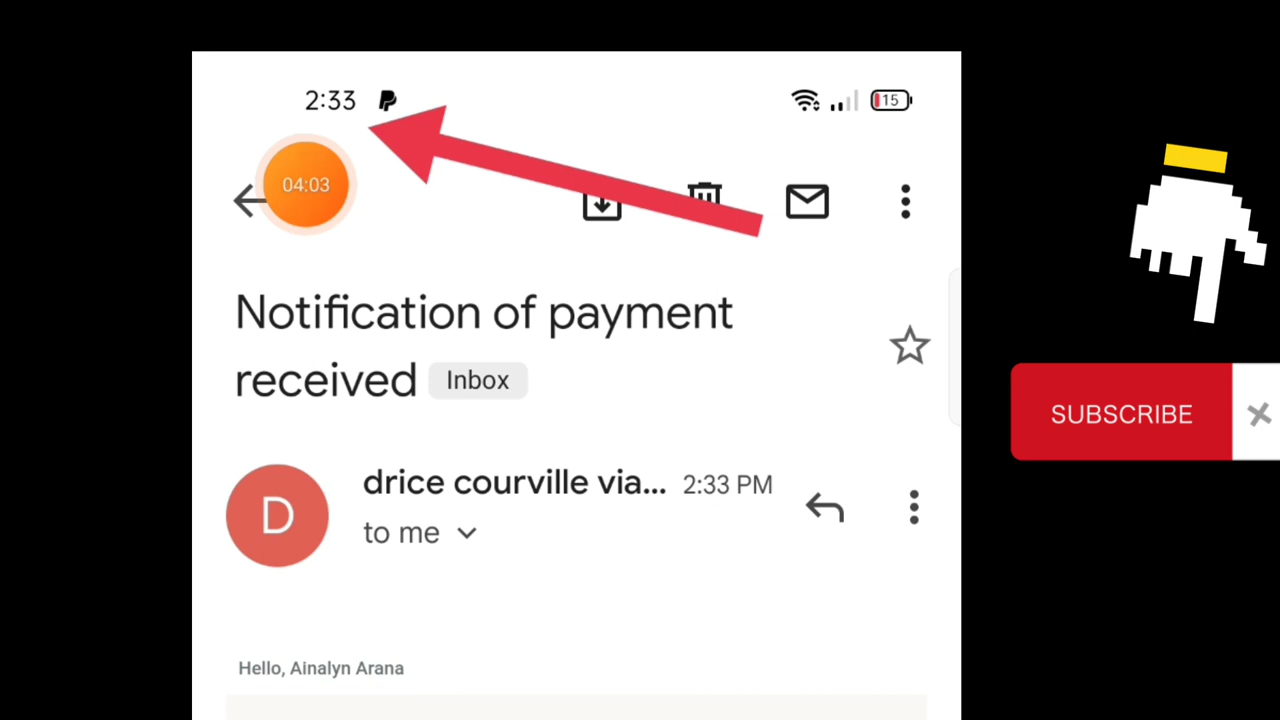 2:33
15
04:03
Notification of payment
received Inbox
SUBSCRIBE
drice courville via... 2:33 PM
D
to me
Hello, Ainalyn Arana